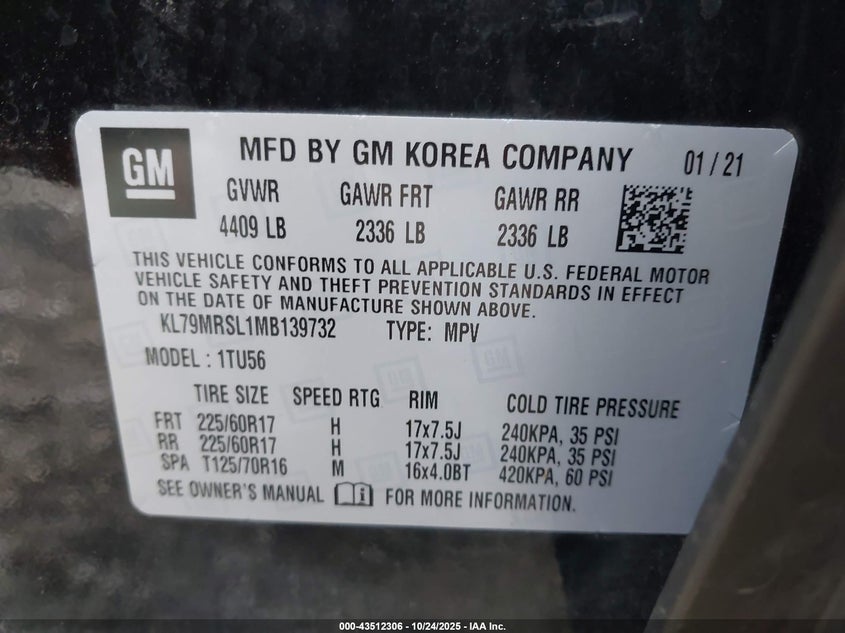 GM
MFD BY GM KOREA COMPANY 01/21
GVWR GAWR FRT GAWR RR
4409 LB 2336 LB 2336 LB
THIS VEHICLE CONFORMS TO ALL APPLICABLE U.S. FEDERAL MOTOR
VEHICLE SAFETY AND THEFT PREVENTION STANDARDS IN EFFECT
ON THE DATE OF MANUFACTURE SHOWN ABOVE.
KL79MRSL1MB139732 TYPE: MPV
MODEL : 1TU56
TIRE SIZE SPEED RTG RIM COLD TIRE PRESSURE
FRT 225/60R17 H 17x7.5J 240KPA, 35 PSI
RR 225/60R17 H 17x7.5J 240KPA, 35 PSI
SPA T125/70R16 M 16x4.0BT 420KPA, 60 PSI
SEE OWNER'S MANUAL FOR MORE INFORMATION.
000-43512306 - 10/24/2025 - IAA Inc.